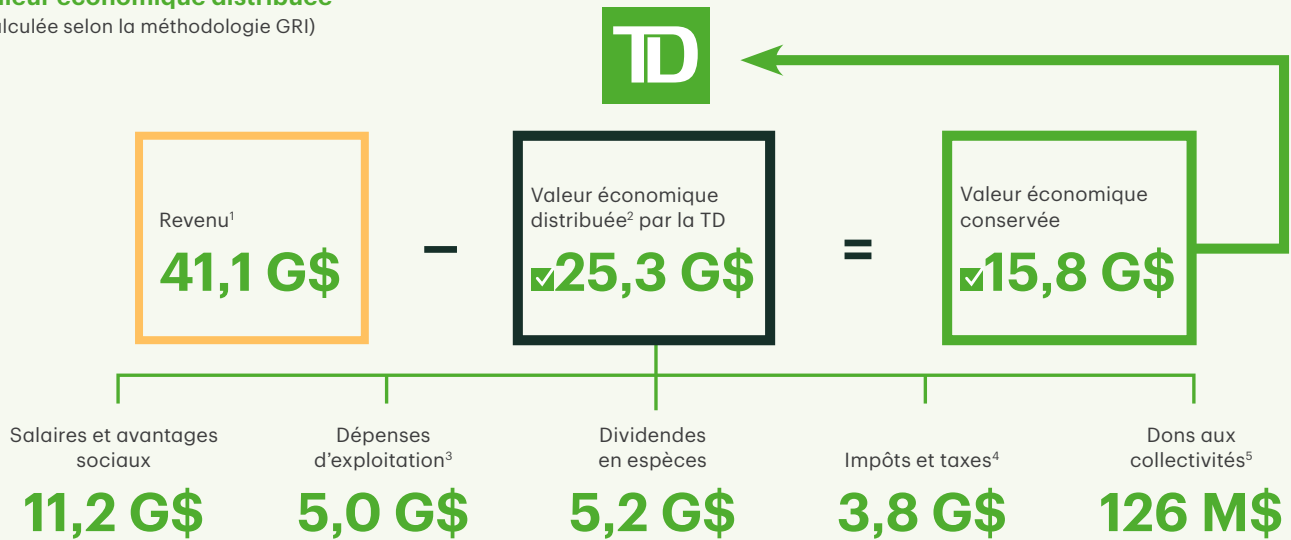 économique distribuée
selon la méthodologie GRI)
TD
Revenu¹
41,1 G$
−
Valeur économique
distribuée² par la TD
25,3 G$
=
Valeur économique
conservée
15,8 G$
Salaires et avantages
sociaux
11,2 G$
Dépenses
d'exploitation³
5,0 G$
Dividendes
en espèces
5,2 G$
Impôts et taxes⁴
3,8 G$
Dons aux
collectivités⁵
126 M$